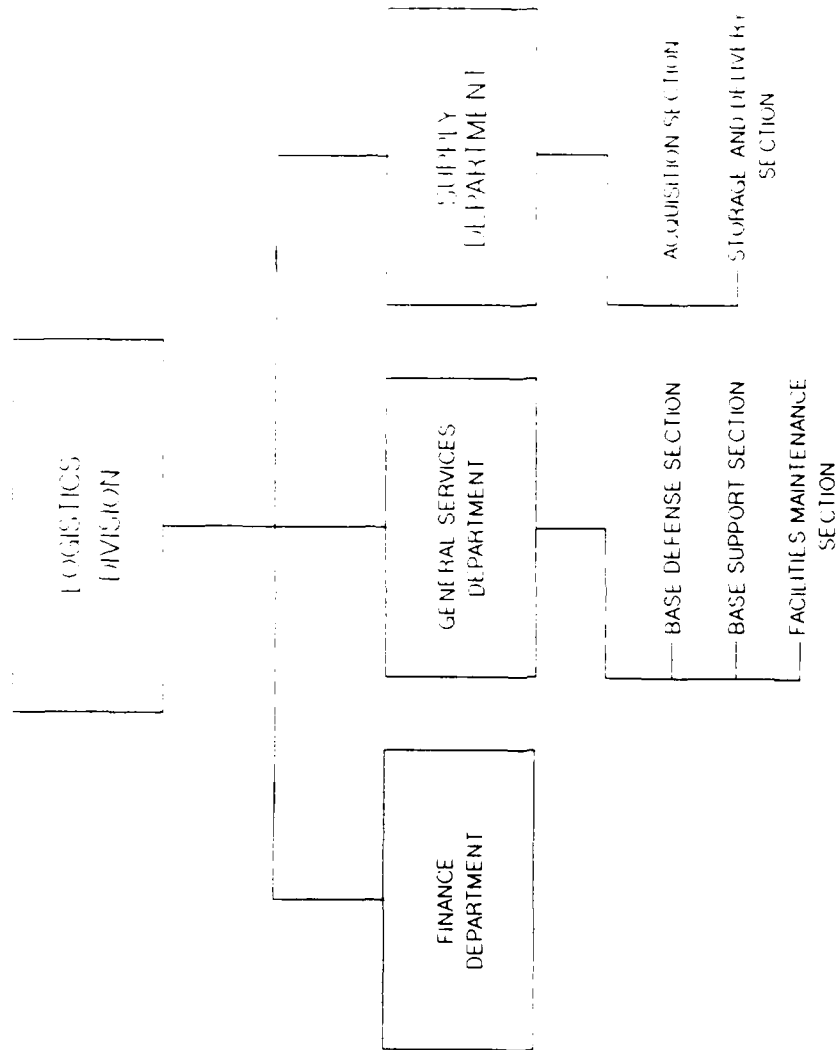 LOGISTICS
DIVISION
FINANCE
DEPARTMENT
GENERAL SERVICES
DEPARTMENT
SUPPLY
DEPARTMENT
BASE DEFENSE SECTION
BASE SUPPORT SECTION
FACILITIES MAINTENANCE
SECTION
ACQUISITION SECTION
STORAGE AND DELIVERY
SECTION